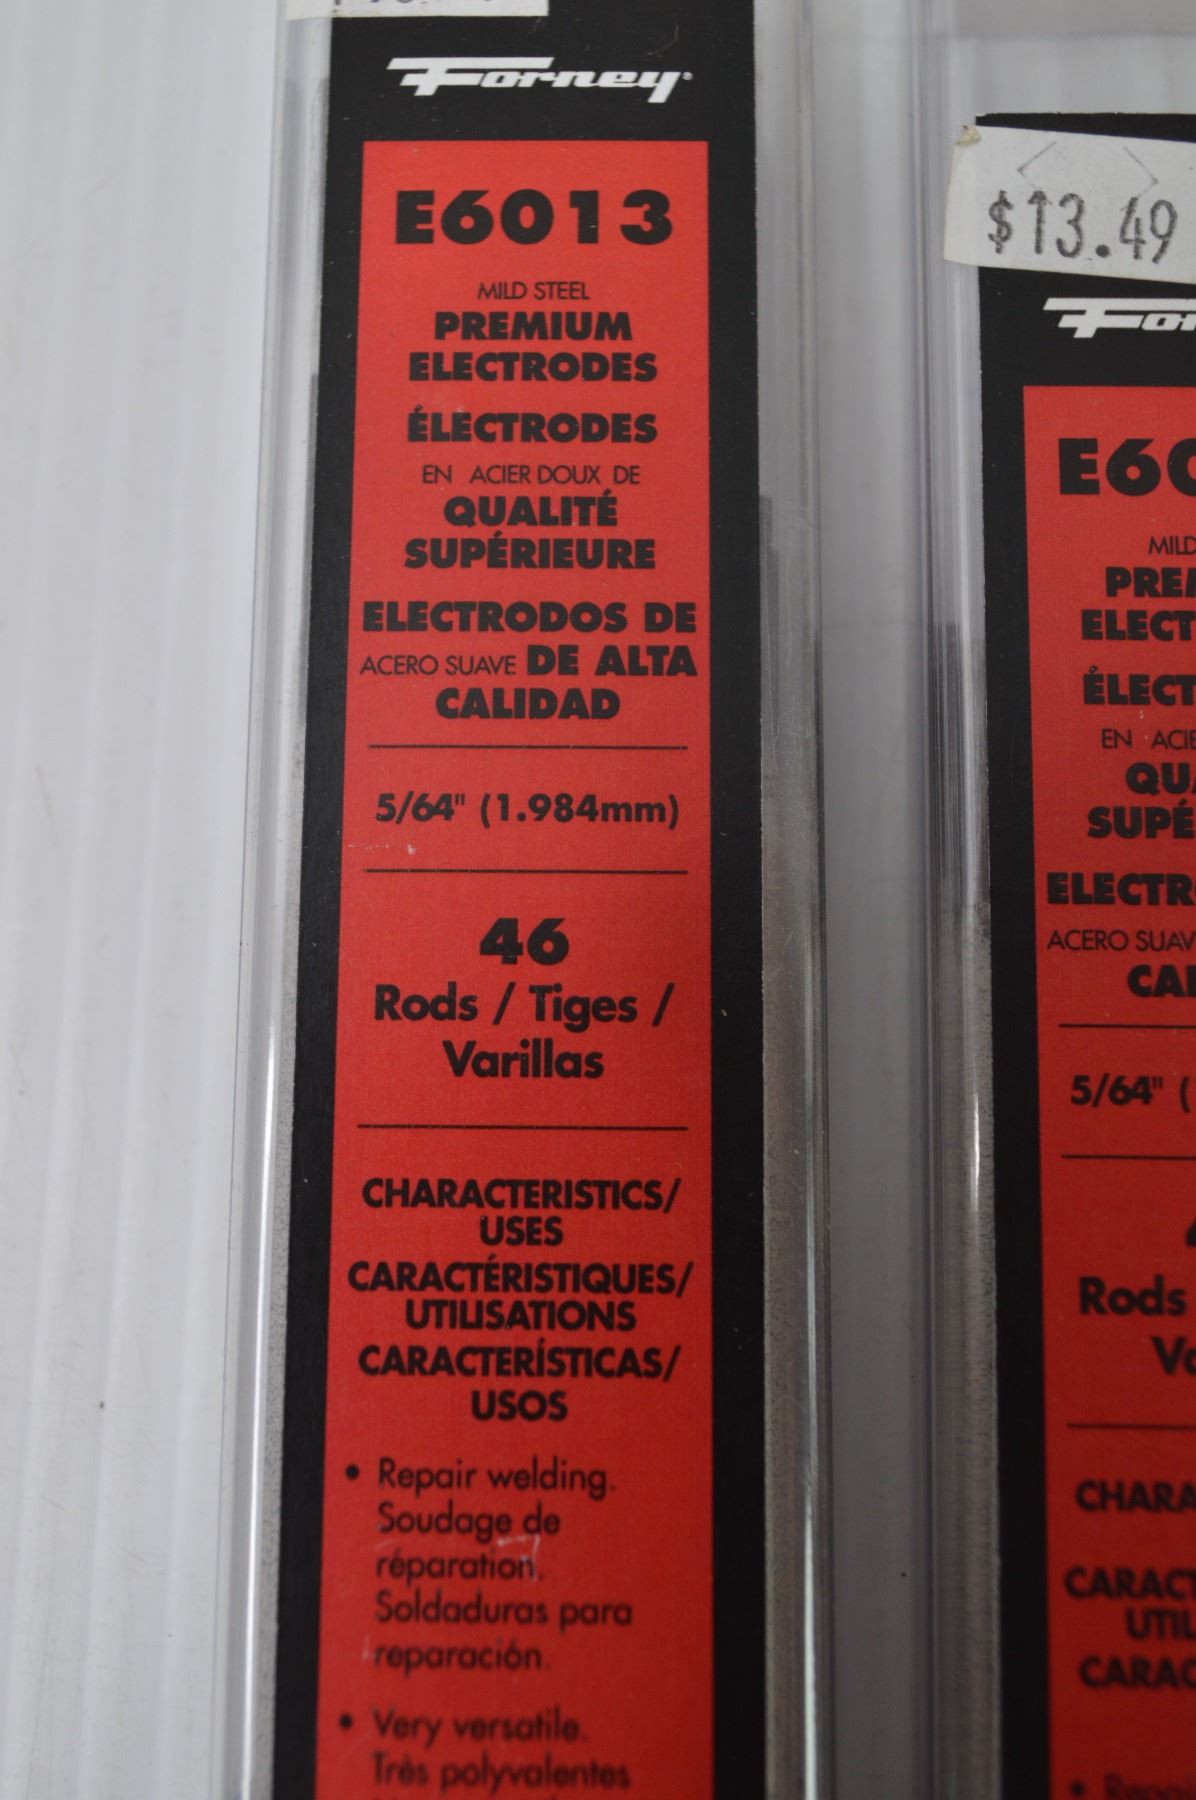 Forney
E6013
MILD STEEL
PREMIUM
ELECTRODES
ÉLECTRODES
EN ACIER DOUX DE
QUALITÉ
SUPÉRIEURE
ELECTRODOS DE
ACERO SUAVE DE ALTA
CALIDAD
5/64" (1.984mm)
46
Rods / Tiges /
Varillas
CHARACTERISTICS/
USES
CARACTÉRISTIQUES/
UTILISATIONS
CARACTERÍSTICAS/
USOS
• Repair welding.
Soudage de
réparation.
Soldaduras para
reparación.
• Very versatile.
Très polyvalentes
$13.49
E60
MILD
PREM
ELECT
ÉLECT
EN ACIE
QUA
SUPÉ
ELECTR
ACERO SUAV
CAL
5/64" (
Rods
Va
CHARA
CARACT
UTIL
CARAC